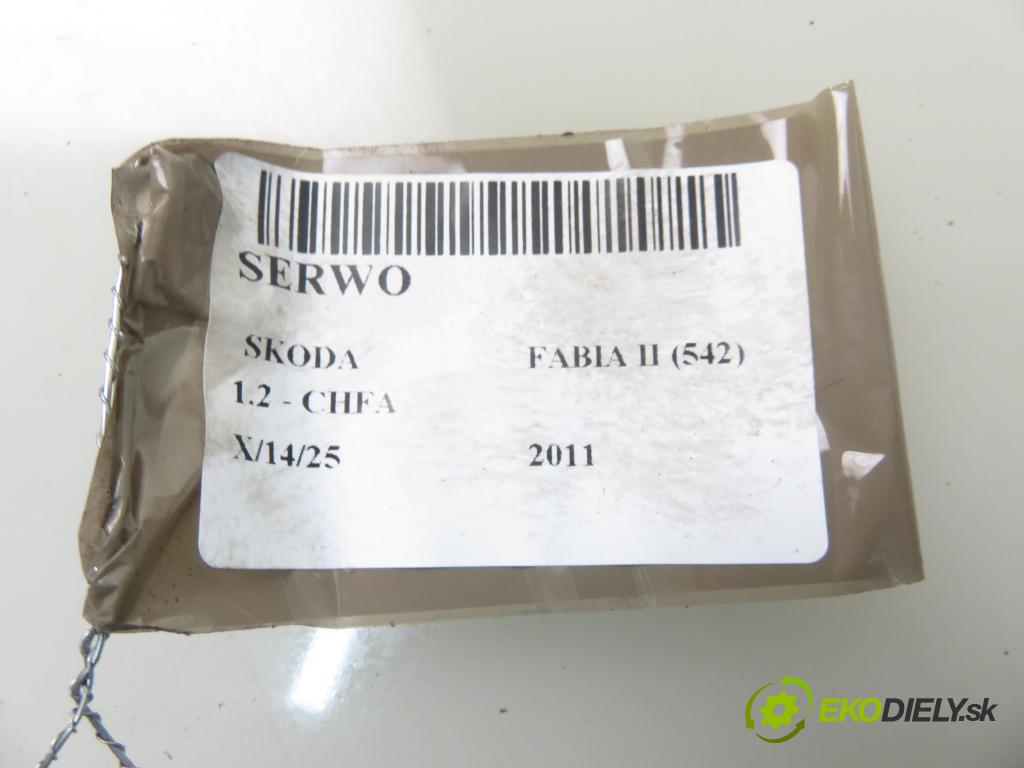 SERWO
SKODA FABIA II (542)
1.2 - CHFA
X/14/25 2011
EKODIELY.sk